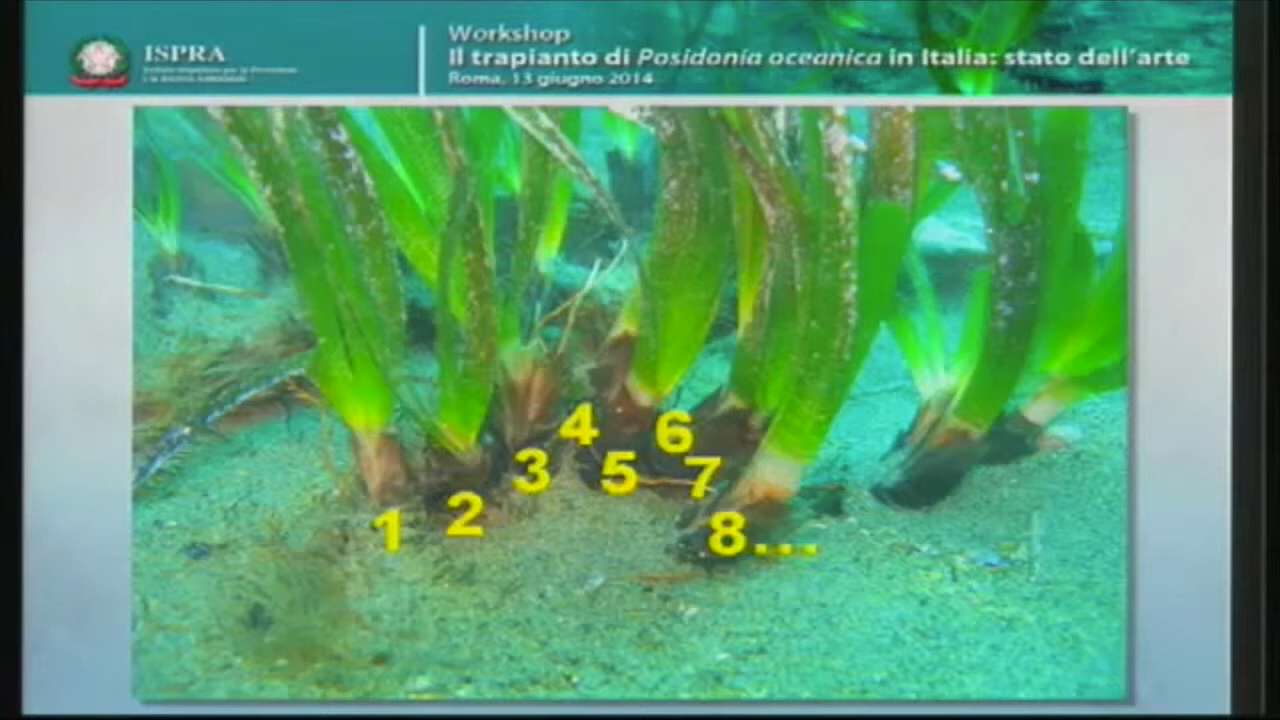 ISPRA
Workshop
Il trapianto di Posidonia oceanica in Italia: stato dell'arte
Roma, 13 giugno 2014
4
6
3
5
7
2
1
8...